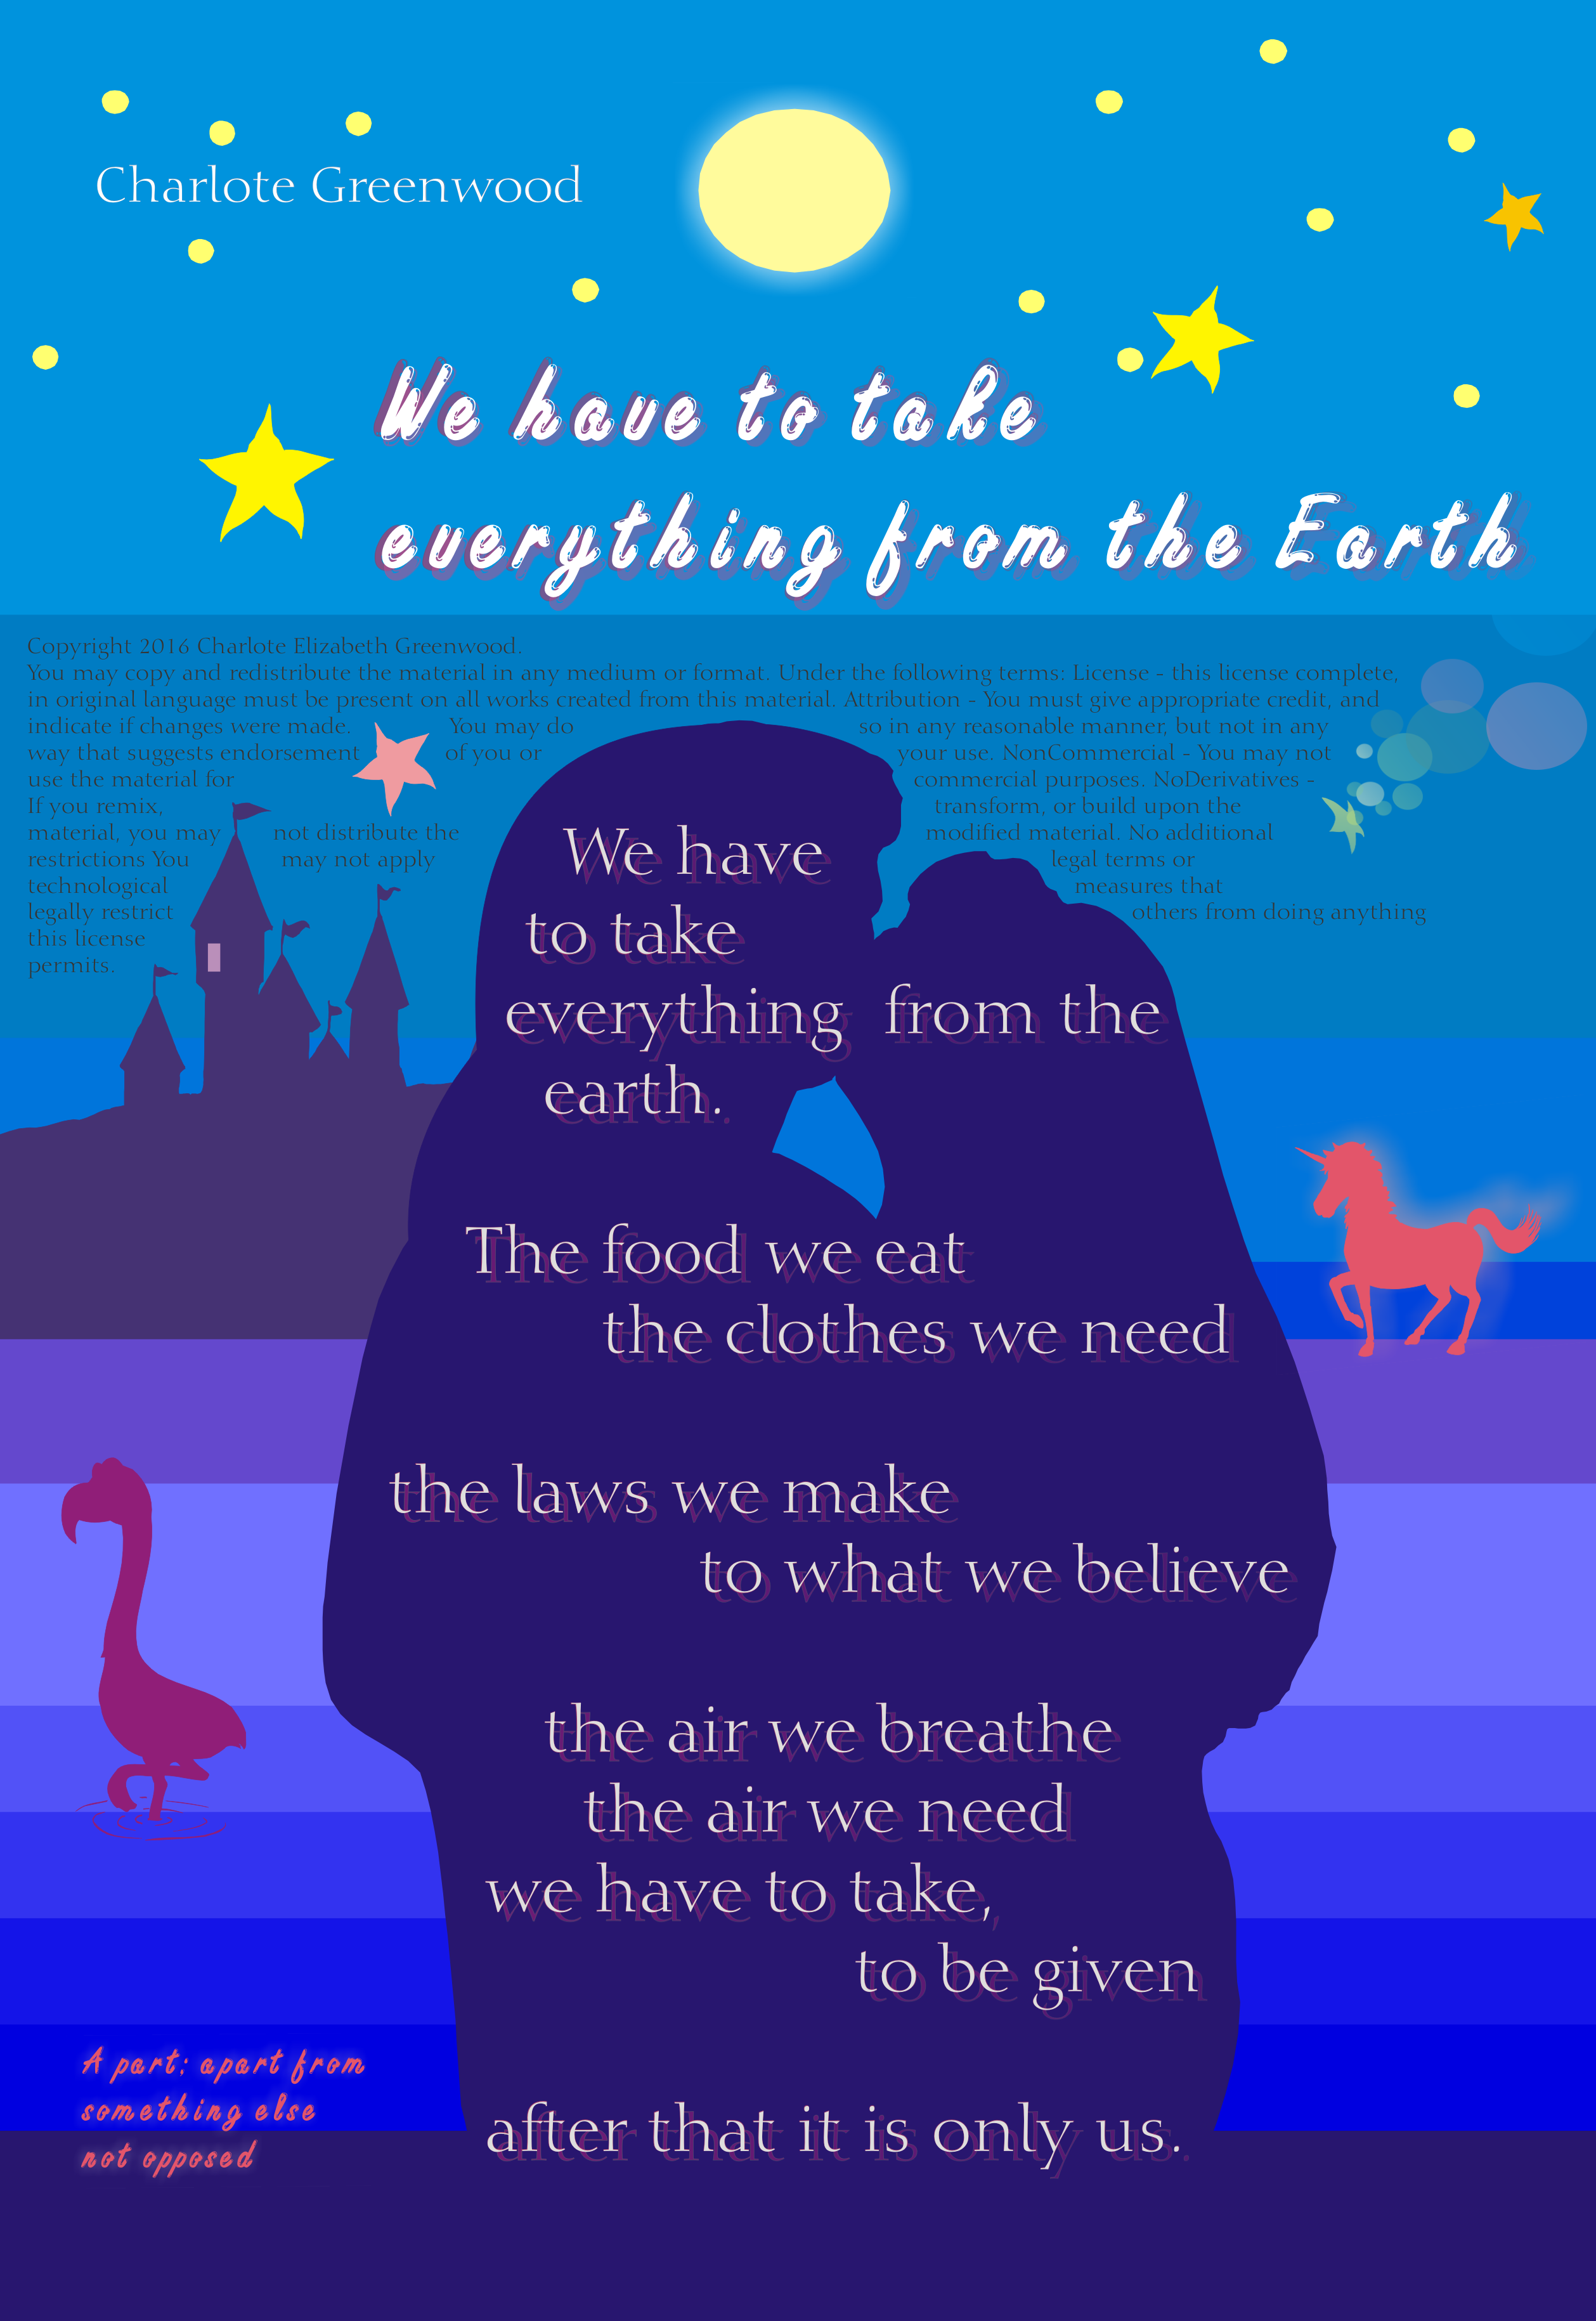 Charlote Greenwood
We have to take
everything from the Earth
Copyright 2016 Charlote Elizabeth Greenwood.
You may copy and redistribute the material in any medium or format. Under the following terms: License - this license complete,
in original language must be present on all works created from this material. Attribution - You must give appropriate credit, and
indicate if changes were made. You may do so in any reasonable manner, but not in any
way that suggests endorsement of you or your use. NonCommercial - You may not
use the material for commercial purposes. NoDerivatives -
If you remix, transform, or build upon the
material, you may not distribute the modified material. No additional
restrictions You may not apply legal terms or
technological measures that
legally restrict others from doing anything
this license
permits.
We have
to take
everything from the
earth.
The food we eat
the clothes we need
the laws we make
to what we believe
the air we breathe
the air we need
we have to take,
to be given
after that it is only us.
A part; apart from
something else
not opposed